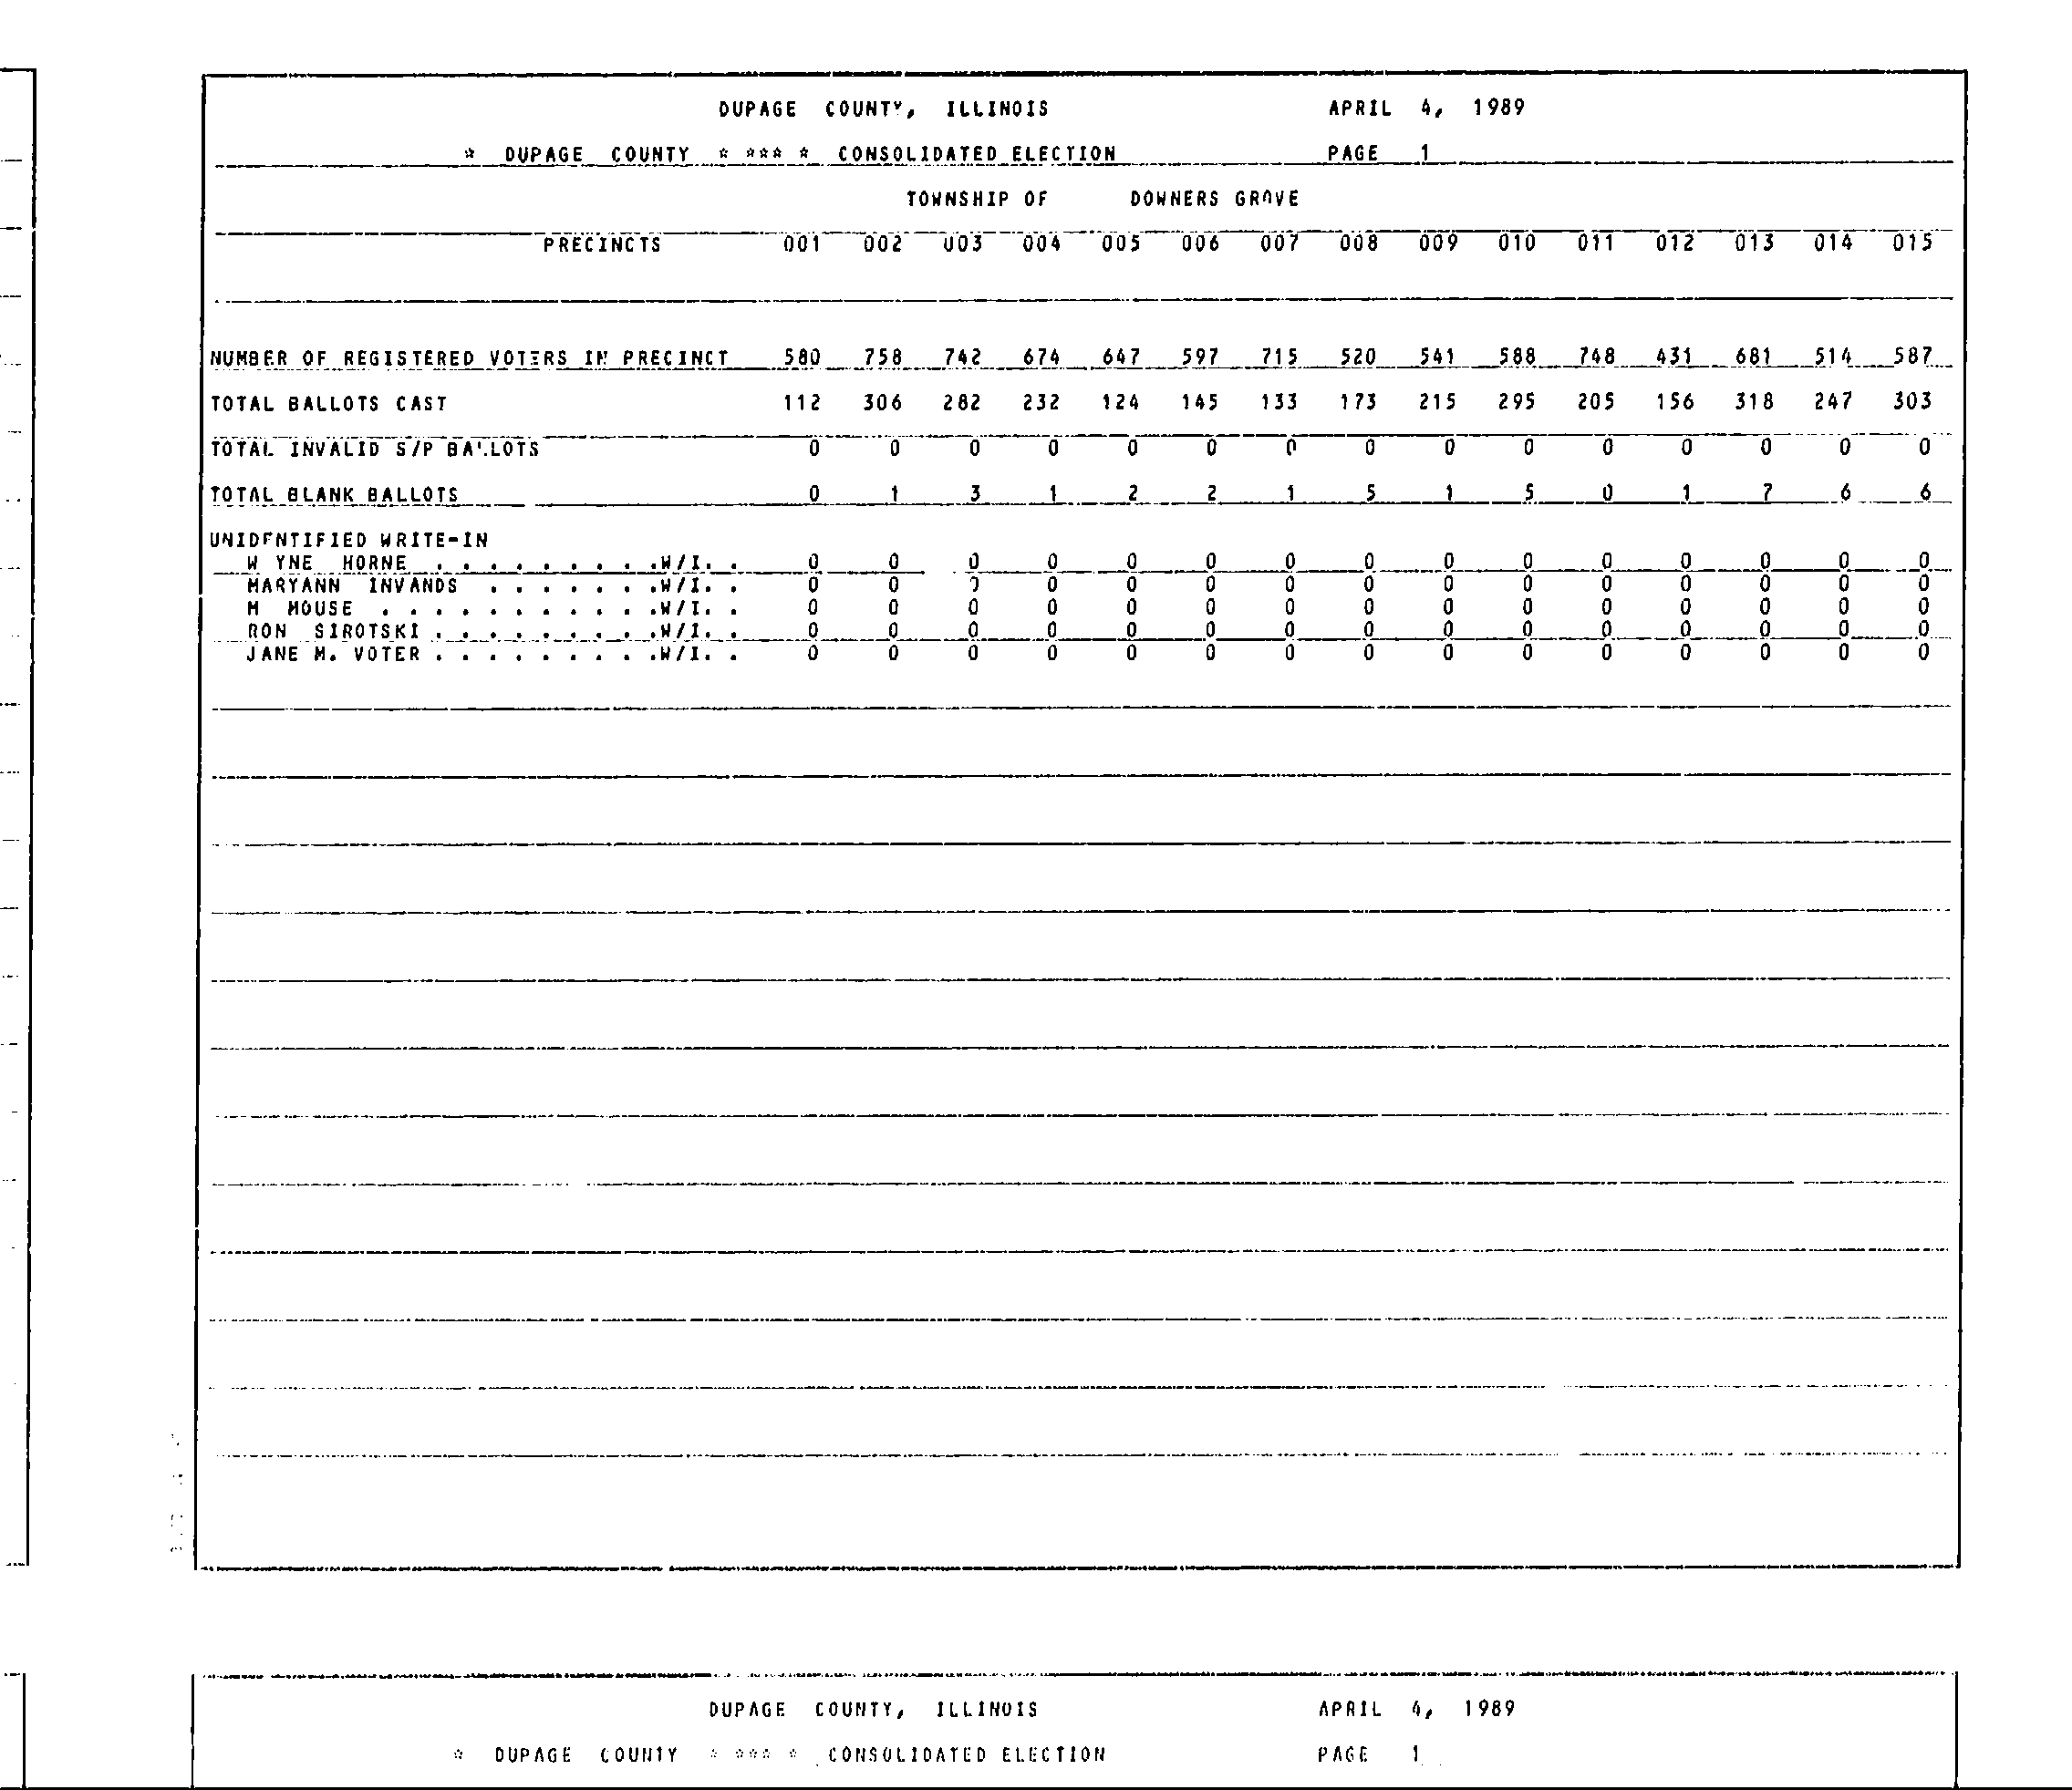 DUPAGE COUNTY, ILLINOIS APRIL 4, 1989
* DUPAGE COUNTY * *** * CONSOLIDATED ELECTION PAGE 1
TOWNSHIP OF DOWNERS GROVE
PRECINCTS 001 002 003 004 005 006 007 008 009 010 011 012 013 014 015
NUMBER OF REGISTERED VOTERS IN PRECINCT 580 758 742 674 647 597 715 520 541 588 748 431 681 514 587
TOTAL BALLOTS CAST 112 306 282 232 124 145 133 173 215 295 205 156 318 247 303
TOTAL INVALID S/P BALLOTS 0 0 0 0 0 0 0 0 0 0 0 0 0 0 0
TOTAL BLANK BALLOTS 0 1 3 1 2 2 1 5 1 5 0 1 7 6 6
UNIDENTIFIED WRITE-IN
W YNE HORNE . . . . . . . . .W/I. . 0 0 0 0 0 0 0 0 0 0 0 0 0 0 0
MARYANN INVANDS . . . . . . .W/I. . 0 0 0 0 0 0 0 0 0 0 0 0 0 0 0
M MOUSE . . . . . . . . . . .W/I. . 0 0 0 0 0 0 0 0 0 0 0 0 0 0 0
RON SIROTSKI . . . . . . . . .W/I. . 0 0 0 0 0 0 0 0 0 0 0 0 0 0 0
JANE M. VOTER . . . . . . . . .W/I. . 0 0 0 0 0 0 0 0 0 0 0 0 0 0 0
DUPAGE COUNTY, ILLINOIS APRIL 4, 1989
* DUPAGE COUNTY * *** * CONSOLIDATED ELECTION PAGE 1